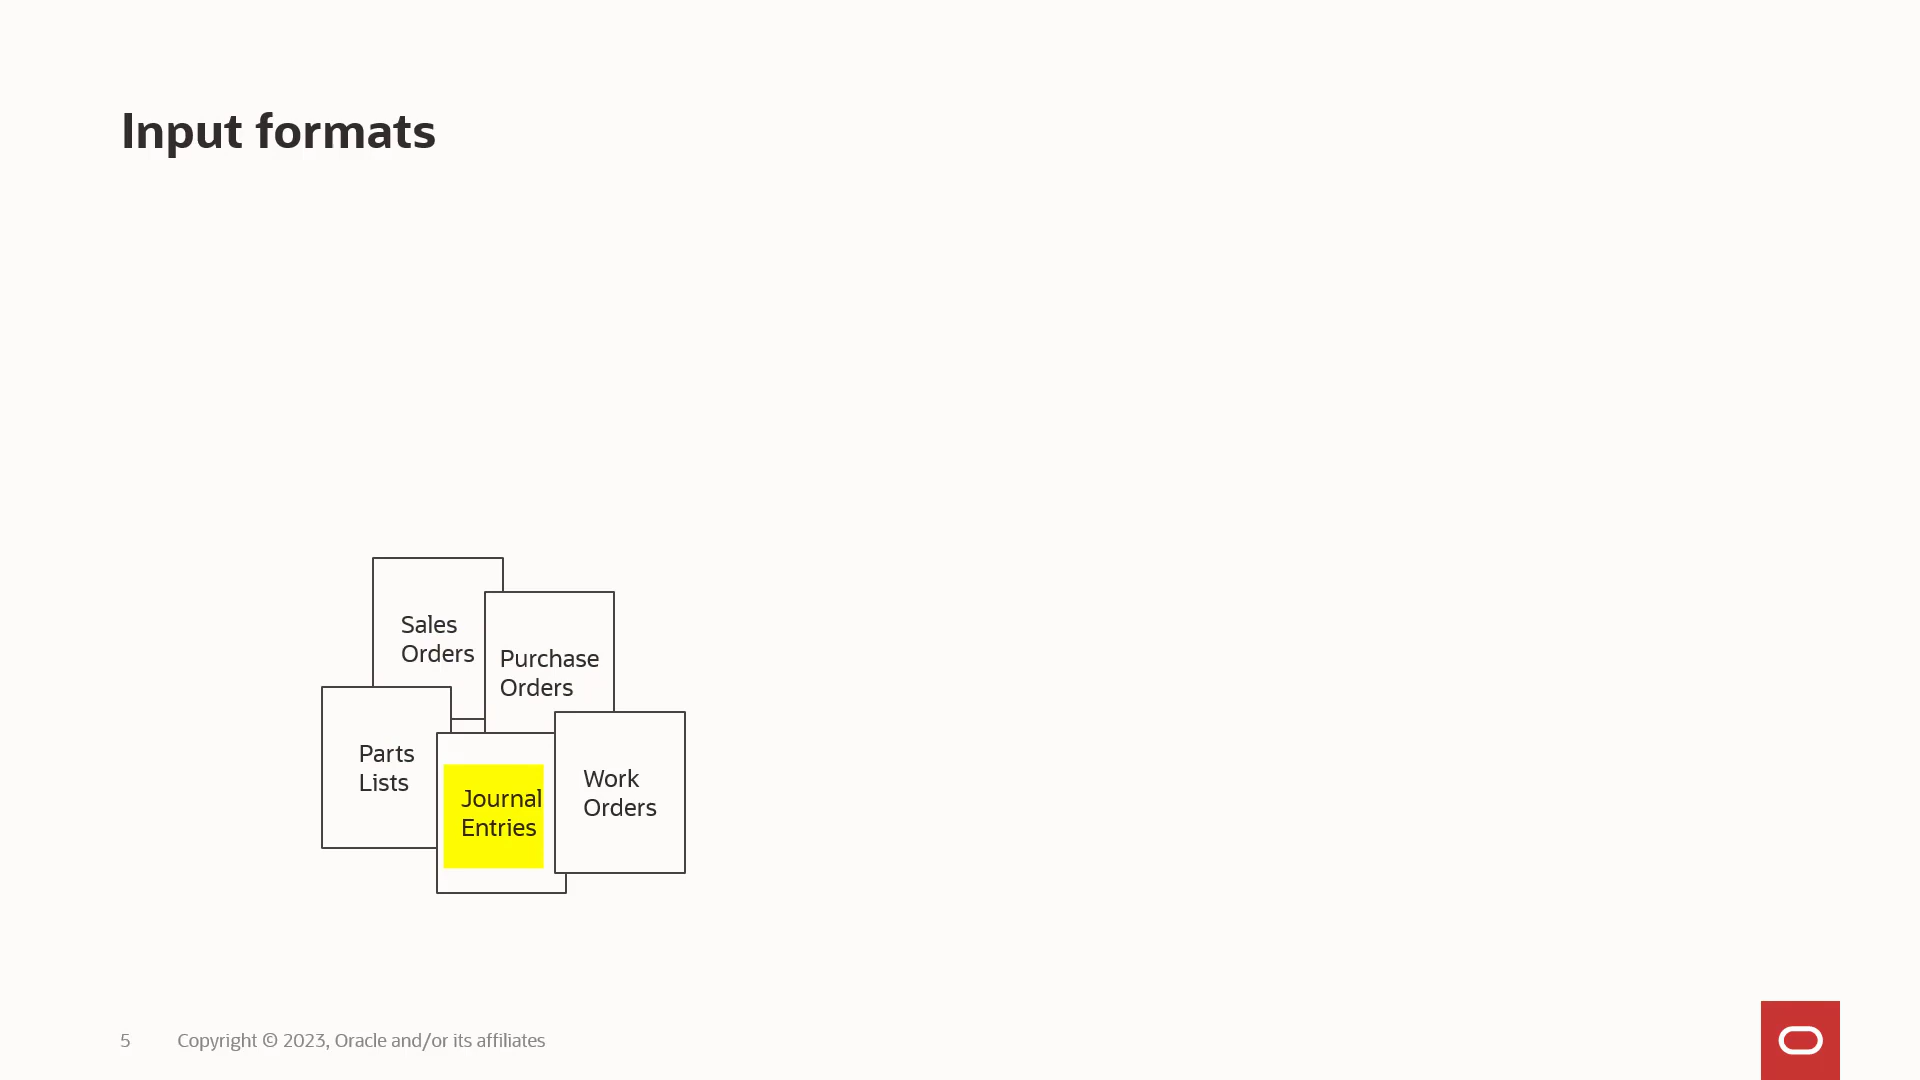 Input formats
Sales
Orders
Purchase
Orders
Parts
Lists
Journal
Entries
Work
Orders
5
Copyright © 2023, Oracle and/or its affiliates